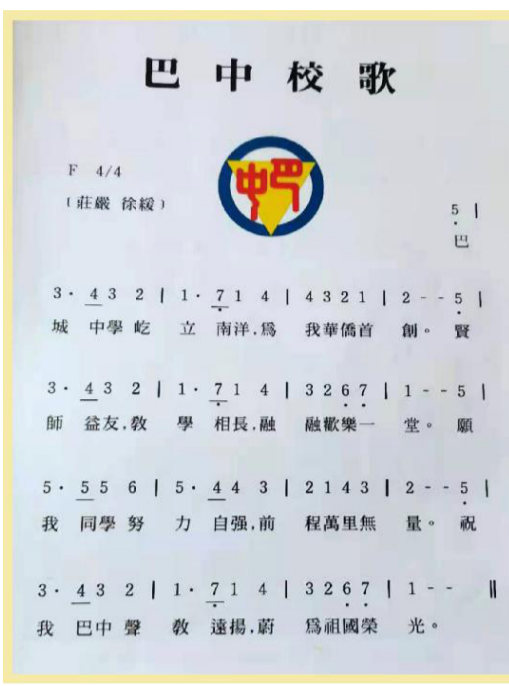 巴中校歌
中巴
F 4/4
(莊嚴 徐緩)
5 |
巴
3· 4 3 2 | 1· 7 1 4 | 4 3 2 1 | 2 - - 5 |
城 中學 屹 立 南洋,爲 我華僑首 創。 賢
3· 4 3 2 | 1· 7 1 4 | 3 2 6 7 | 1 - - 5 |
師 益友,敎 學 相長,融 融歡樂一 堂。 願
5· 5 5 6 | 5· 4 4 3 | 2 1 4 3 | 2 - - 5 |
我 同學 努 力 自强,前 程萬里無 量。 祝
3· 4 3 2 | 1· 7 1 4 | 3 2 6 7 | 1 - - ||
我 巴中 聲 敎 遠揚,蔚 爲祖國榮 光。